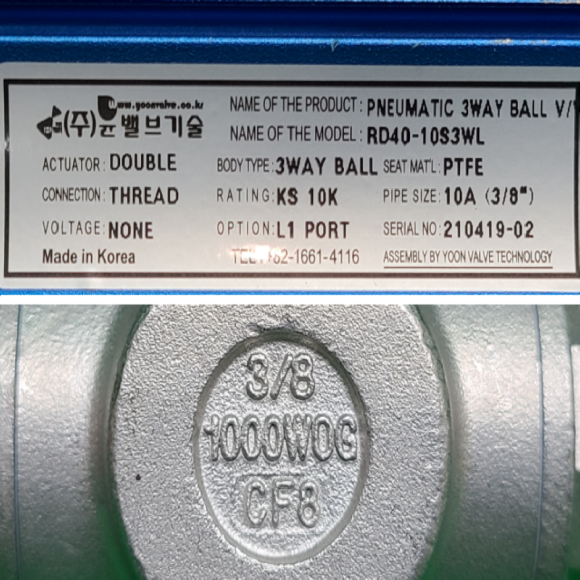 www.yoonvalve.co.kr
(주)윤밸브기술
NAME OF THE PRODUCT: PNEUMATIC 3WAY BALL V/
NAME OF THE MODEL: RD40-10S3WL
ACTUATOR: DOUBLE BODY TYPE: 3WAY BALL SEAT MAT'L: PTFE
CONNECTION: THREAD RATING: KS 10K PIPE SIZE: 10A (3/8")
VOLTAGE: NONE OPTION: L1 PORT SERIAL NO: 210419-02
Made in Korea ASSEMBLY BY YOON VALVE TECHNOLOGY
3/8
1000WOG
CF8